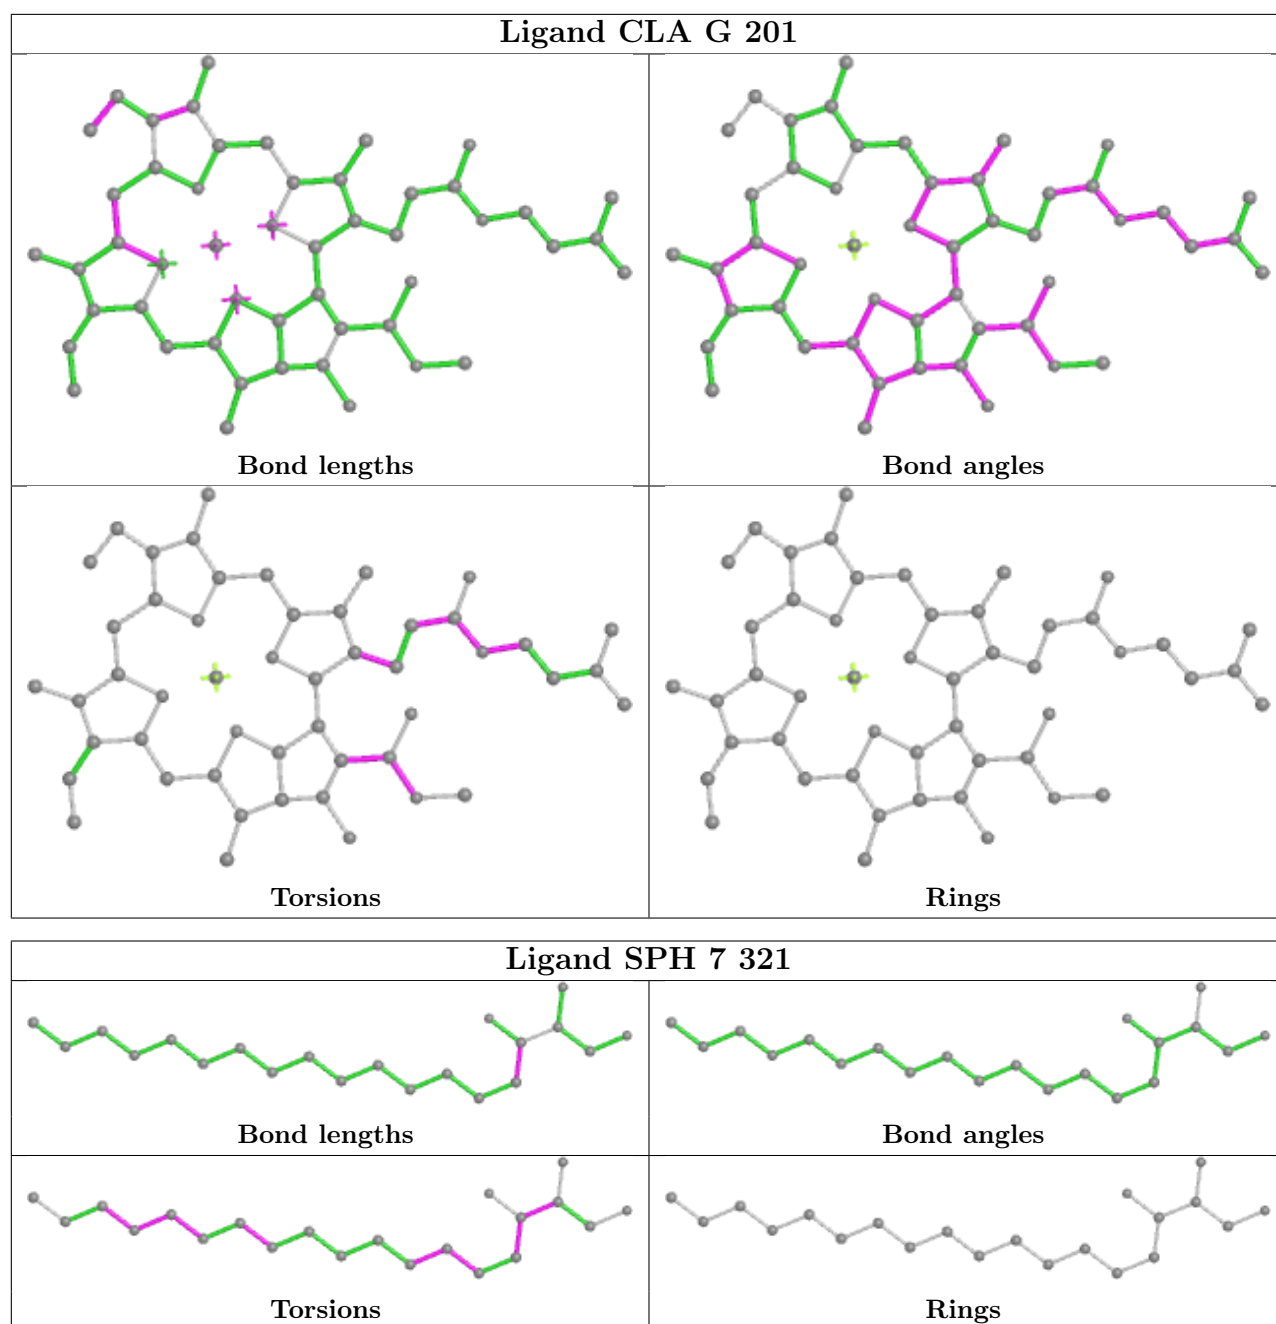 Ligand CLA G 201
Bond lengths
Bond angles
Torsions
Rings
Ligand SPH 7 321
Bond lengths
Bond angles
Torsions
Rings